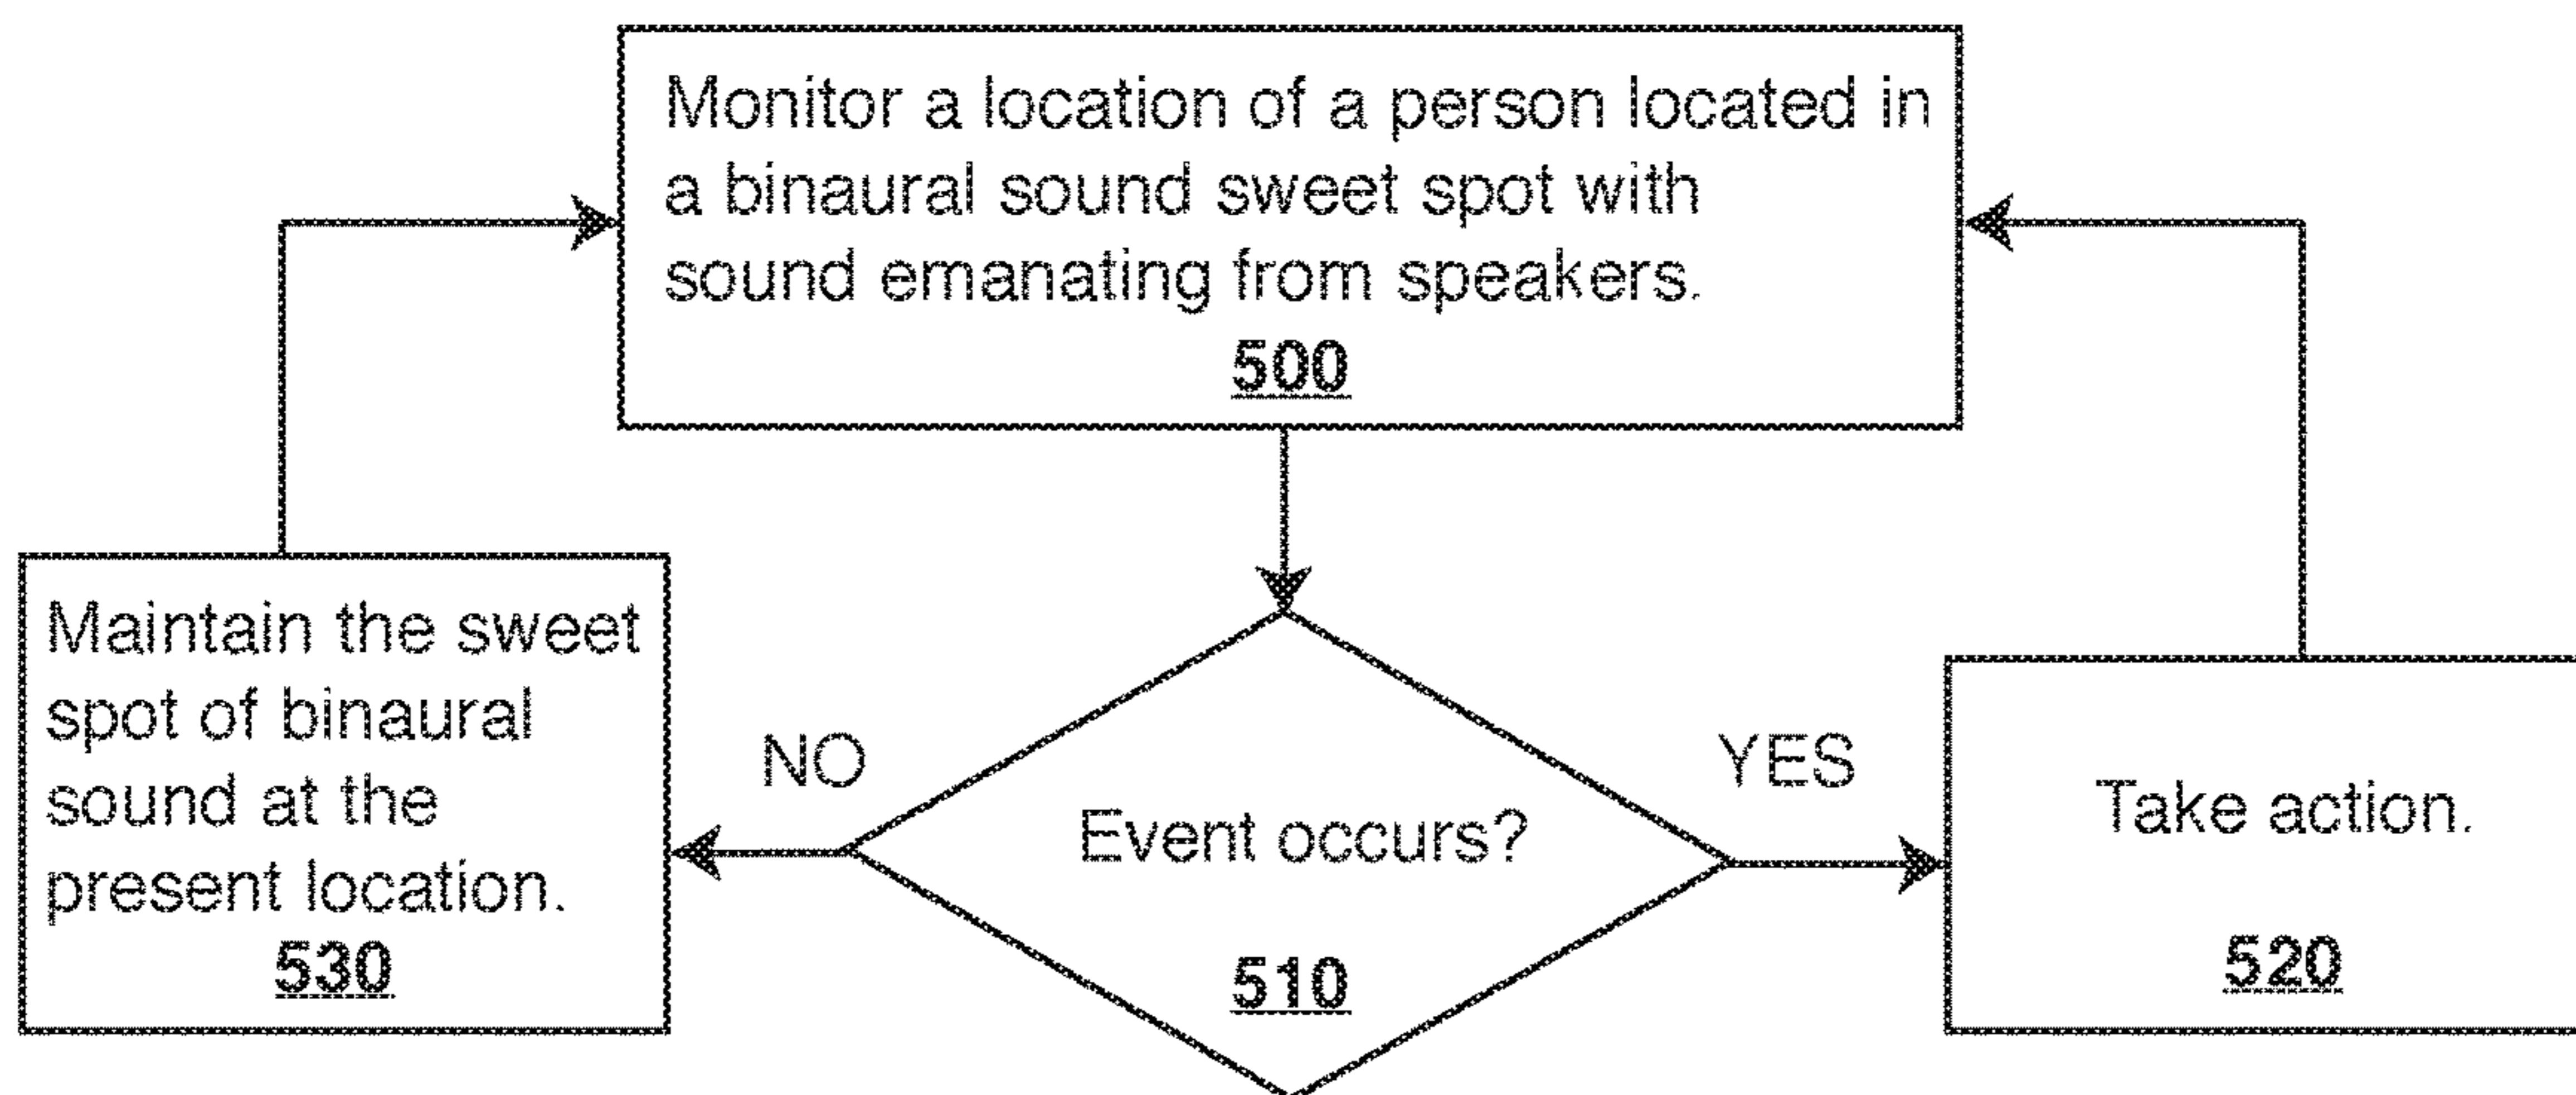 Monitor a location of a person located in
a binaural sound sweet spot with
sound emanating from speakers.
500
Maintain the sweet
spot of binaural
sound at the
present location.
530
NO
Event occurs?
510
YES
Take action.
520